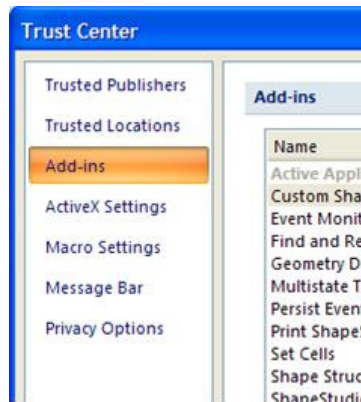 Trust Center
Trusted Publishers
Trusted Locations
Add-ins
ActiveX Settings
Macro Settings
Message Bar
Privacy Options
Add-ins
Name
Active Appl
Custom Sha
Event Monit
Find and Re
Geometry D
Multistate T
Persist Even
Print Shape
Set Cells
Shape Struc
ShapeStudi